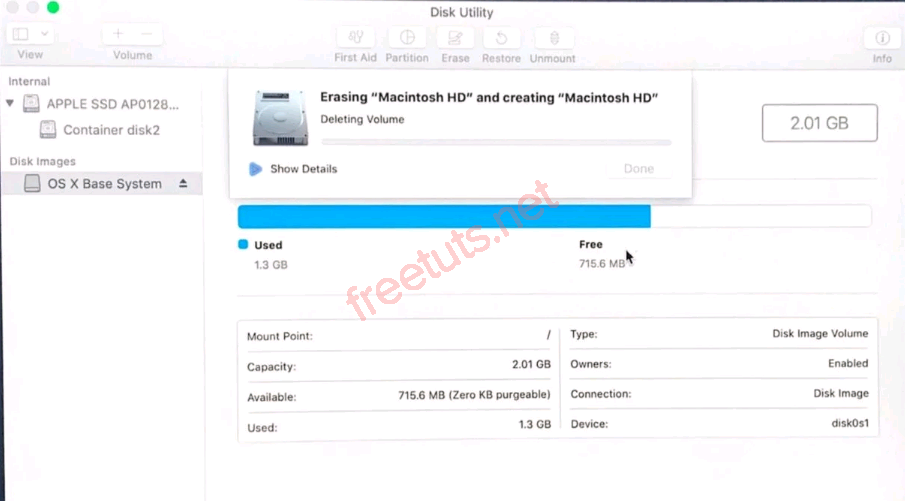 Disk Utility
View
Volume
First Aid
Partition
Erase
Restore
Unmount
Info
Internal
APPLE SSD AP0128...
Container disk2
Disk Images
OS X Base System
Erasing “Macintosh HD” and creating “Macintosh HD”
Deleting Volume
Show Details
Done
2.01 GB
Used
1.3 GB
Free
715.6 MB
freetuts.net
Mount Point:
/
Capacity:
2.01 GB
Available:
715.6 MB (Zero KB purgeable)
Used:
1.3 GB
Type:
Disk Image Volume
Owners:
Enabled
Connection:
Disk Image
Device:
disk0s1